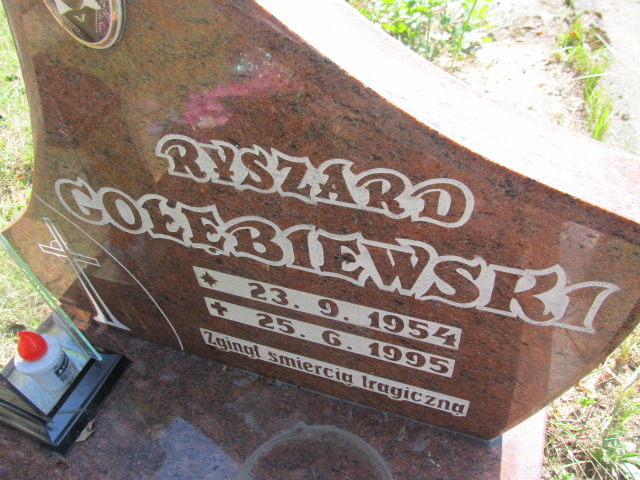 RYSZARD
GOŁĘBIEWSKI
* 23. 9. 1954
✝ 25. 6. 1995
Zginął śmiercią tragiczną